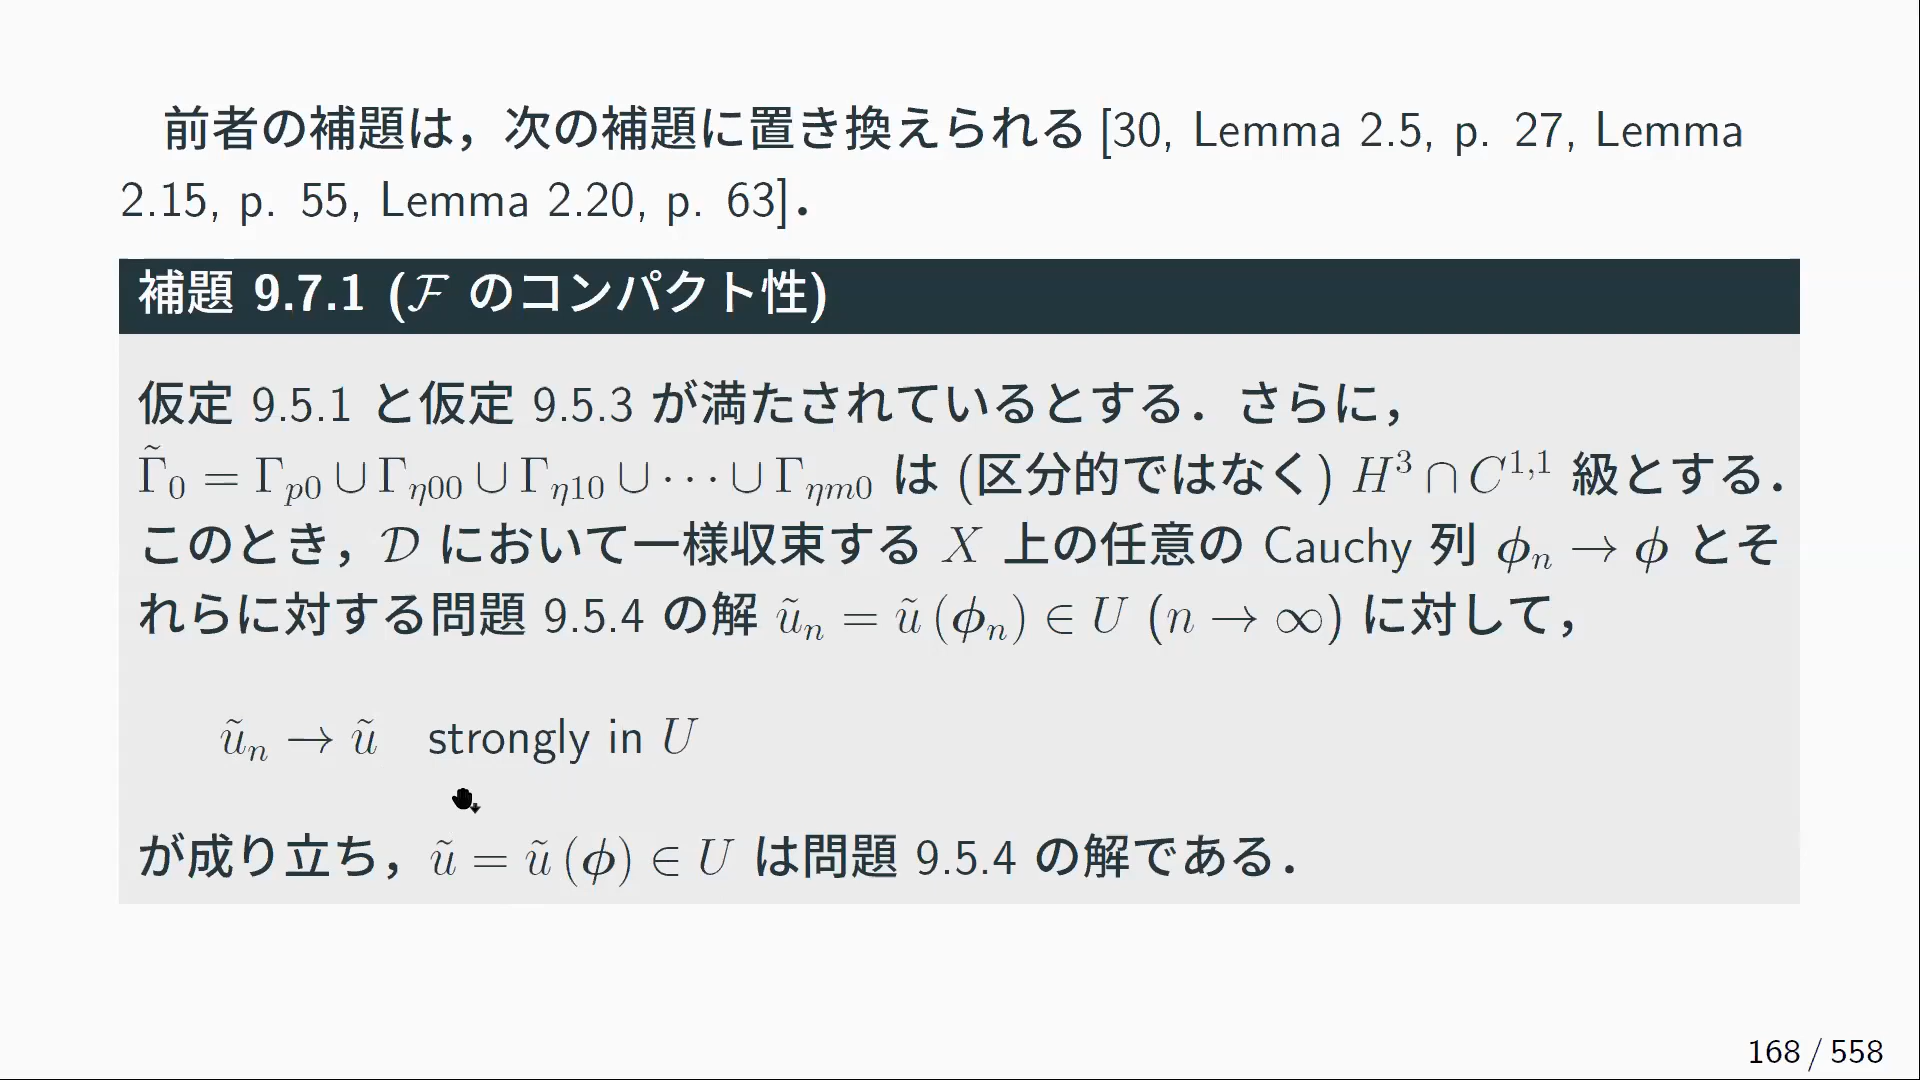 前者の補題は，次の補題に置き換えられる [30, Lemma 2.5, p. 27, Lemma
2.15, p. 55, Lemma 2.20, p. 63]．
補題 9.7.1 (ℱ のコンパクト性)
仮定 9.5.1 と仮定 9.5.3 が満たされているとする．さらに，
Γ̃₀ = Γ_{p0} ∪ Γ_{η00} ∪ Γ_{η10} ∪ ⋯ ∪ Γ_{ηm0} は (区分的ではなく) H³ ∩ C^{1,1} 級とする．
このとき，𝒟 において一様収束する X 上の任意の Cauchy 列 ϕ_n → ϕ とそ
れらに対する問題 9.5.4 の解 ũ_n = ũ (ϕ_n) ∈ U (n → ∞) に対して，
ũ_n → ũ strongly in U
が成り立ち，ũ = ũ (ϕ) ∈ U は問題 9.5.4 の解である．
168 / 558